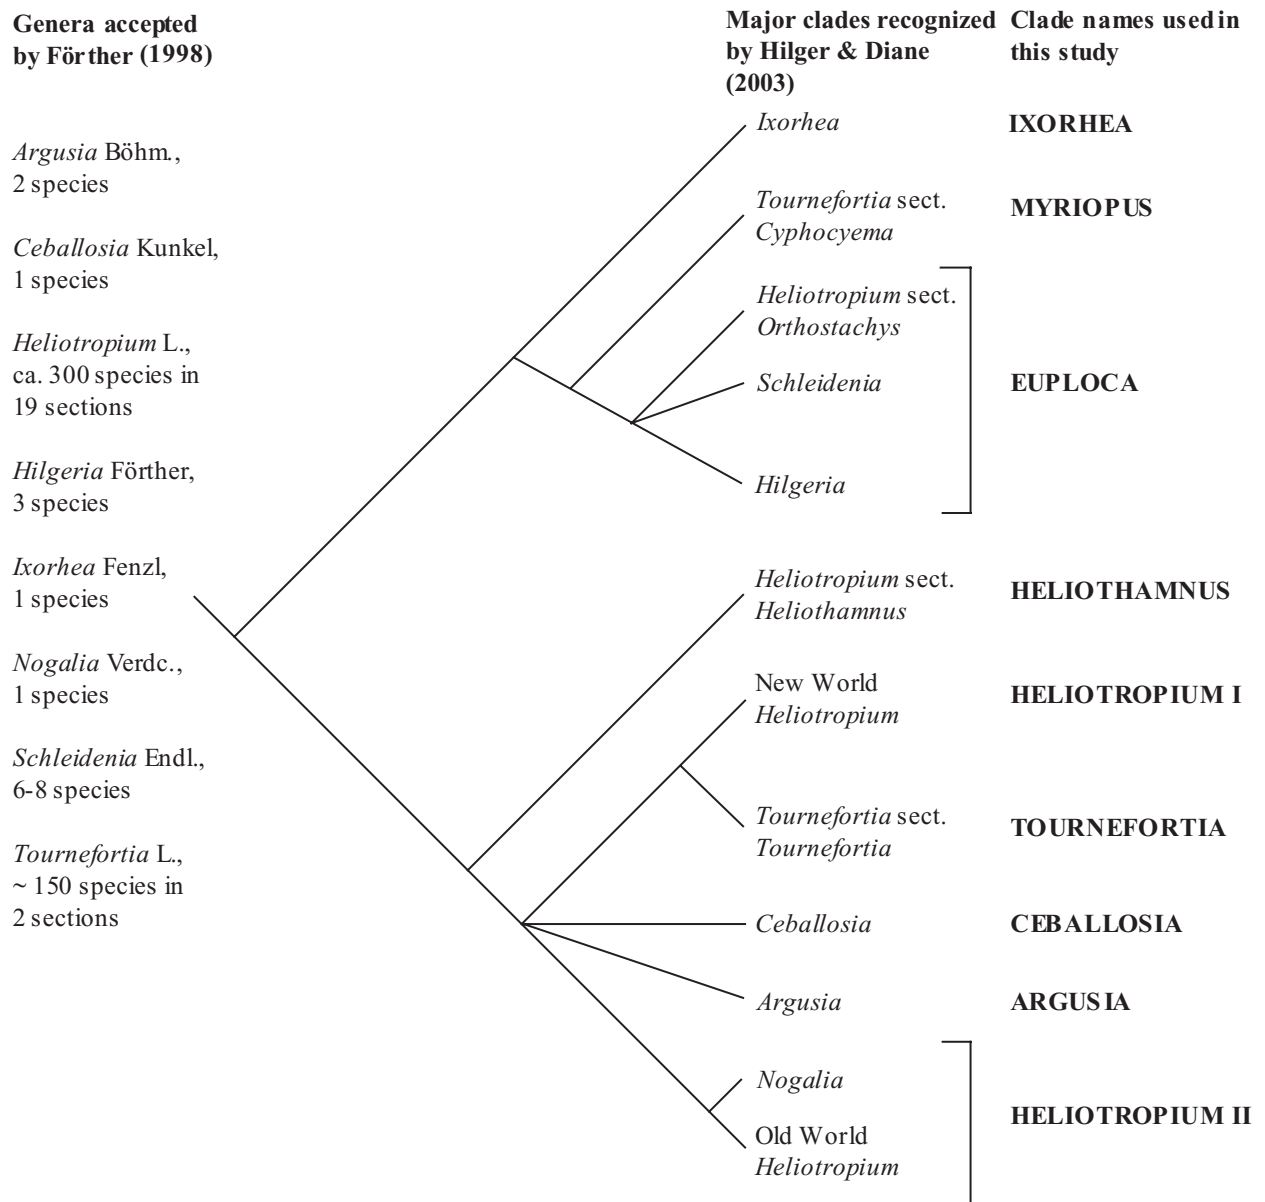 Genera accepted
by Förther (1998)
Argusia Böhm.,
2 species
Ceballosia Kunkel,
1 species
Heliotropium L.,
ca. 300 species in
19 sections
Hilgeria Förther,
3 species
Ixorhea Fenzl,
1 species
Nogalia Verdc.,
1 species
Schleidenia Endl.,
6-8 species
Tournefortia L.,
~ 150 species in
2 sections
Major clades recognized
by Hilger & Diane
(2003)
Ixorhea
Tournefortia sect.
Cyphocyema
Heliotropium sect.
Orthostachys
Schleidenia
Hilgeria
Heliotropium sect.
Heliothamnus
New World
Heliotropium
Tournefortia sect.
Tournefortia
Ceballosia
Argusia
Nogalia
Old World
Heliotropium
Clade names used in
this study
IXORHEA
MYRIOPUS
EUPLOCA
HELIOTHAMNUS
HELIOTROPIUM I
TOURNEFORTIA
CEBALLOSIA
ARGUSIA
HELIOTROPIUM II